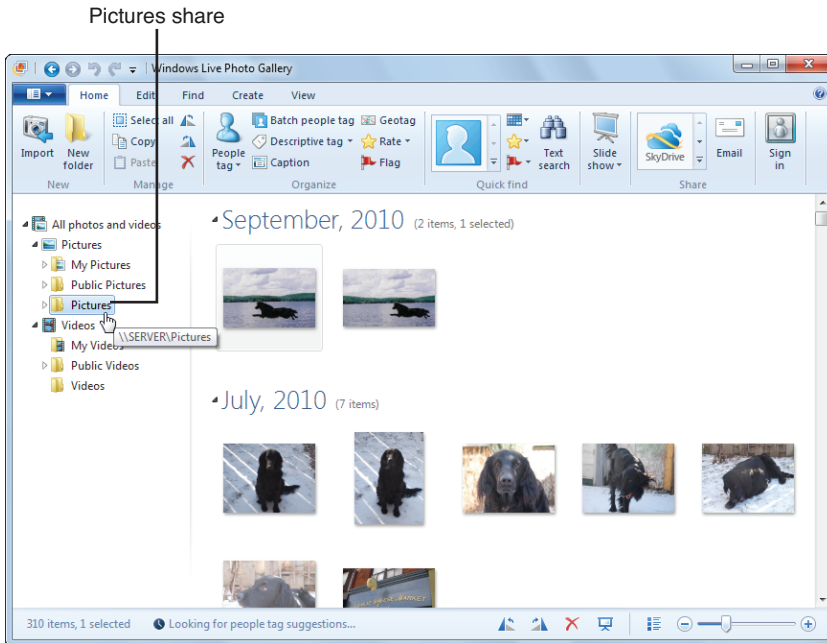 Pictures share
Windows Live Photo Gallery
Home Edit Find Create View
Import
New folder
New
Select all
Copy
Paste
Manage
People tag
Batch people tag
Descriptive tag
Caption
Geotag
Rate
Flag
Organize
Text search
Quick find
Slide show
SkyDrive
Email
Share
Sign in
All photos and videos
Pictures
My Pictures
Public Pictures
Pictures
\\SERVER\Pictures
Videos
My Videos
Public Videos
Videos
September, 2010 (2 items, 1 selected)
July, 2010 (7 items)
310 items, 1 selected
Looking for people tag suggestions...